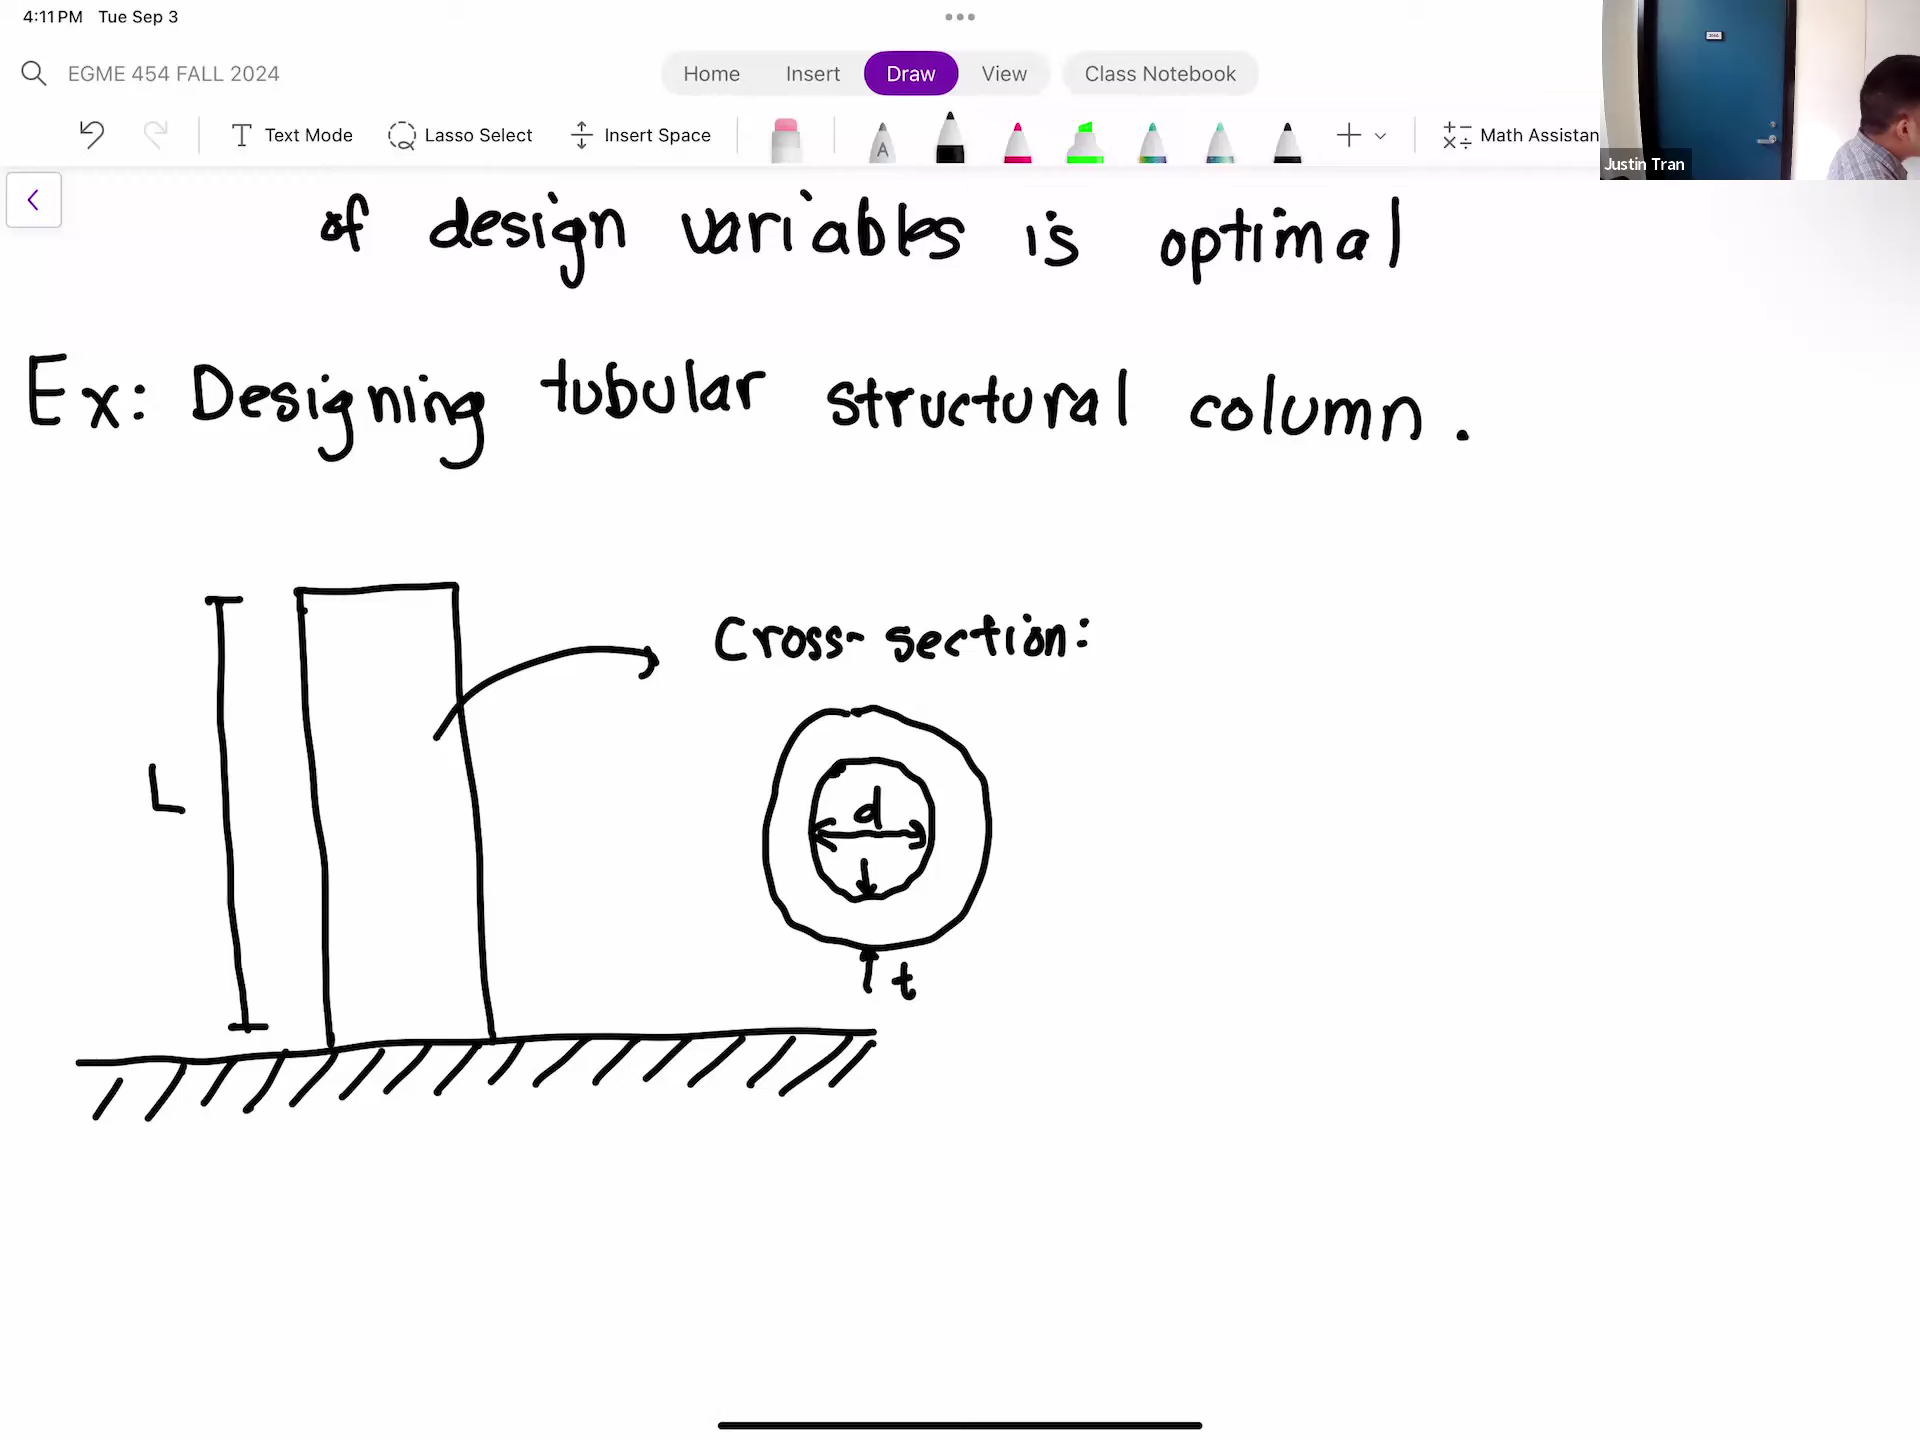 4:11 PM Tue Sep 3
EGME 454 FALL 2024
Home Insert Draw View Class Notebook
Text Mode Lasso Select Insert Space A Math Assistan
Justin Tran
of design variables is optimal
Ex: Designing tubular structural column.
Cross-section:
L
d
t